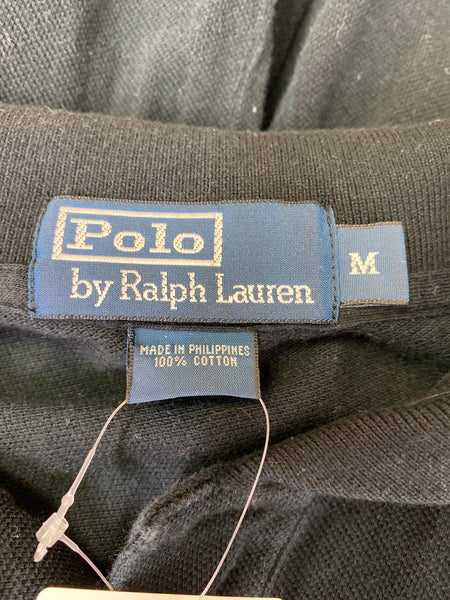 Polo
by Ralph Lauren
M
MADE IN PHILIPPINES
100% COTTON